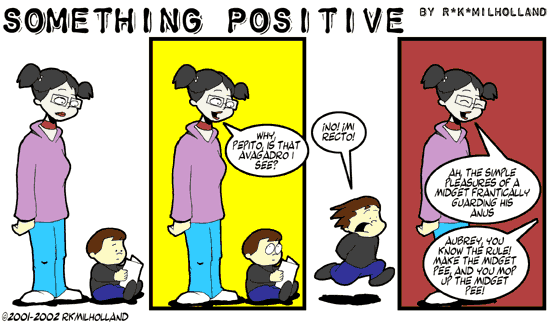 SOMETHING POSITIVE BY R*K*MILHOLLAND
WHY,
PEPITO, IS THAT
AVAGADRO I
SEE?
¡NO! ¡MI
RECTO!
AH, THE SIMPLE
PLEASURES OF A
MIDGET FRANTICALLY
GUARDING HIS
ANUS
AUBREY, YOU
KNOW THE RULE!
MAKE THE MIDGET
PEE, AND YOU MOP
UP THE MIDGET
PEE!
©2001-2002 RKMILHOLLAND